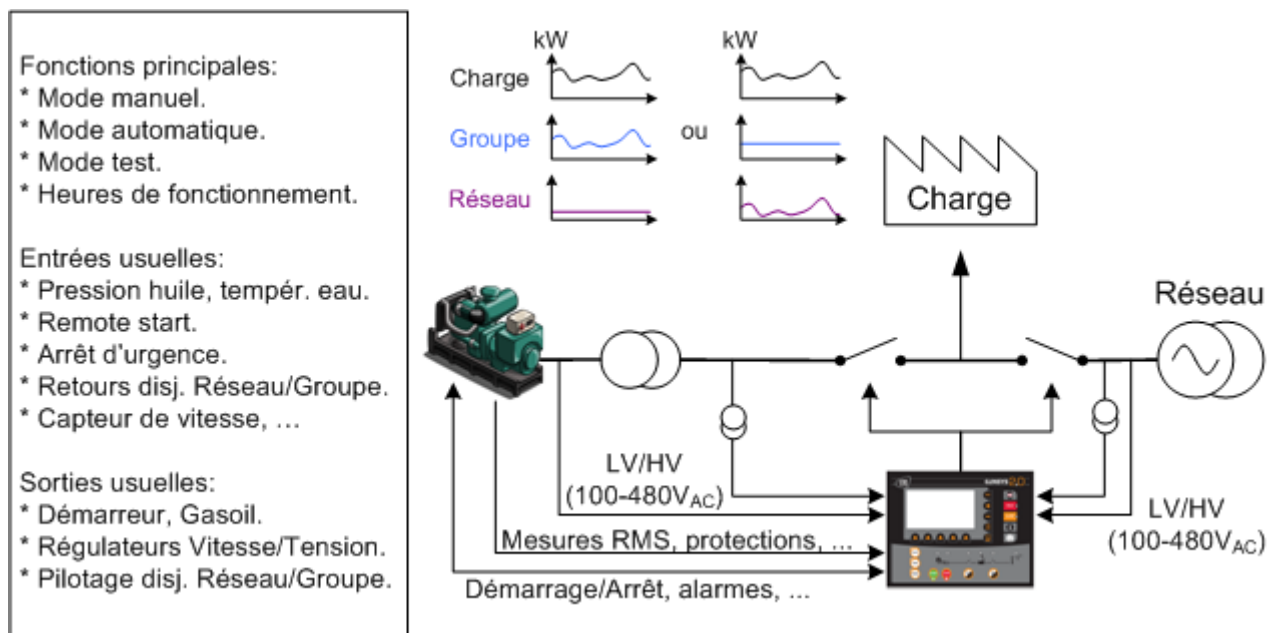 Fonctions principales:
* Mode manuel.
* Mode automatique.
* Mode test.
* Heures de fonctionnement.
Entrées usuelles:
* Pression huile, tempér. eau.
* Remote start.
* Arrêt d'urgence.
* Retours disj. Réseau/Groupe.
* Capteur de vitesse, ...
Sorties usuelles:
* Démarreur, Gasoil.
* Régulateurs Vitesse/Tension.
* Pilotage disj. Réseau/Groupe.
kW
kW
Charge
Groupe
ou
Réseau
Charge
Réseau
LV/HV
(100-480VAC)
LV/HV
(100-480VAC)
Mesures RMS, protections, ...
Démarrage/Arrêt, alarmes, ...